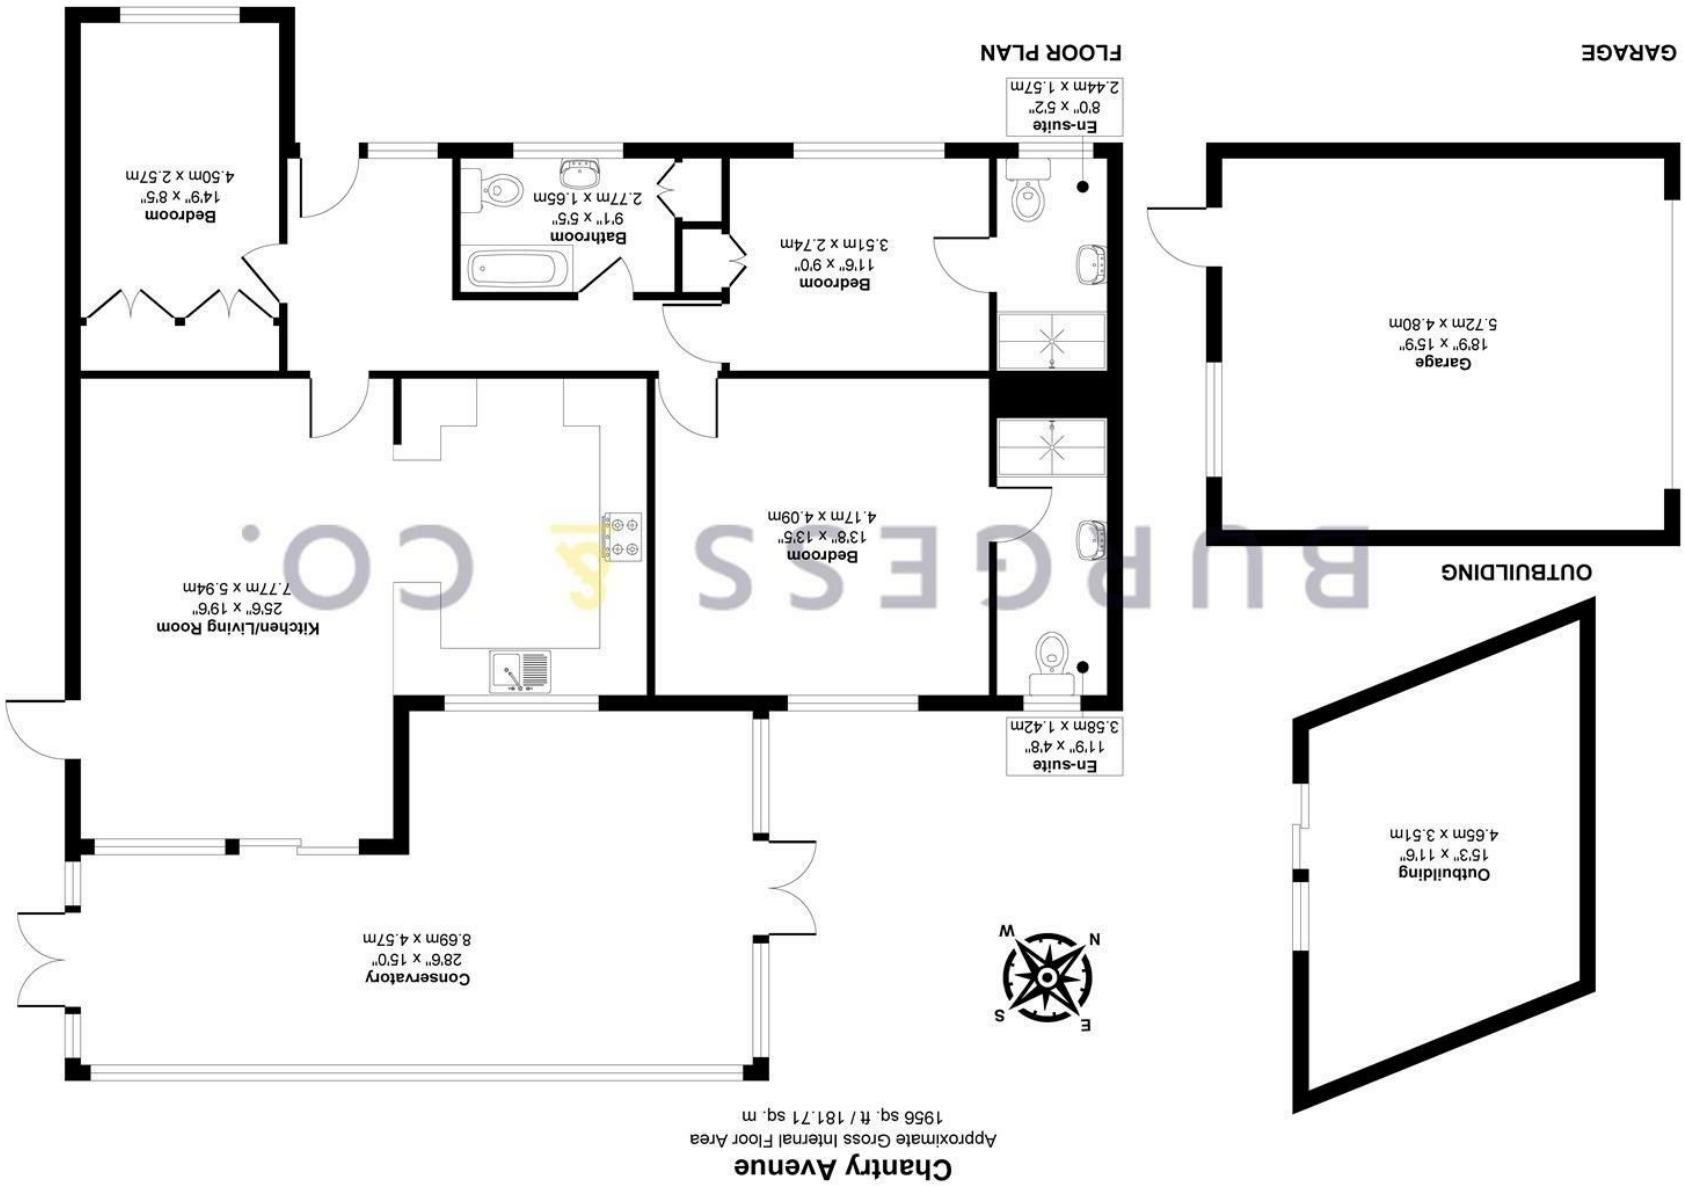 Chantry Avenue
Approximate Gross Internal Floor Area
1956 sq. ft / 181.71 sq. m
Outbuilding
15'3" x 11'6"
4.65m x 3.51m
OUTBUILDING
E
S
N
W
Conservatory
28'6" x 15'0"
8.69m x 4.57m
En-suite
11'9" x 4'8"
3.58m x 1.42m
Kitchen/Living Room
25'6" x 19'6"
7.77m x 5.94m
Bedroom
13'8" x 13'5"
4.17m x 4.09m
BURGESS & CO.
Garage
18'9" x 15'9"
5.72m x 4.80m
GARAGE
Bedroom
11'6" x 9'0"
3.51m x 2.74m
Bathroom
9'1" x 5'5"
2.77m x 1.65m
Bedroom
14'9" x 8'5"
4.50m x 2.57m
En-suite
8'0" x 5'2"
2.44m x 1.57m
FLOOR PLAN